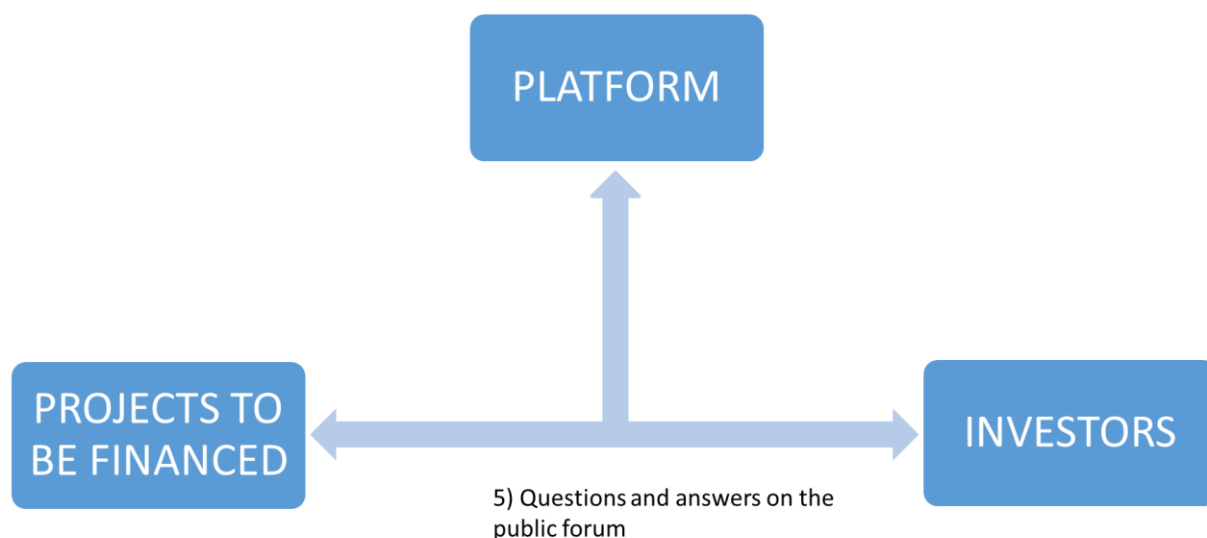 PLATFORM
PROJECTS TO
BE FINANCED
INVESTORS
5) Questions and answers on the
public forum